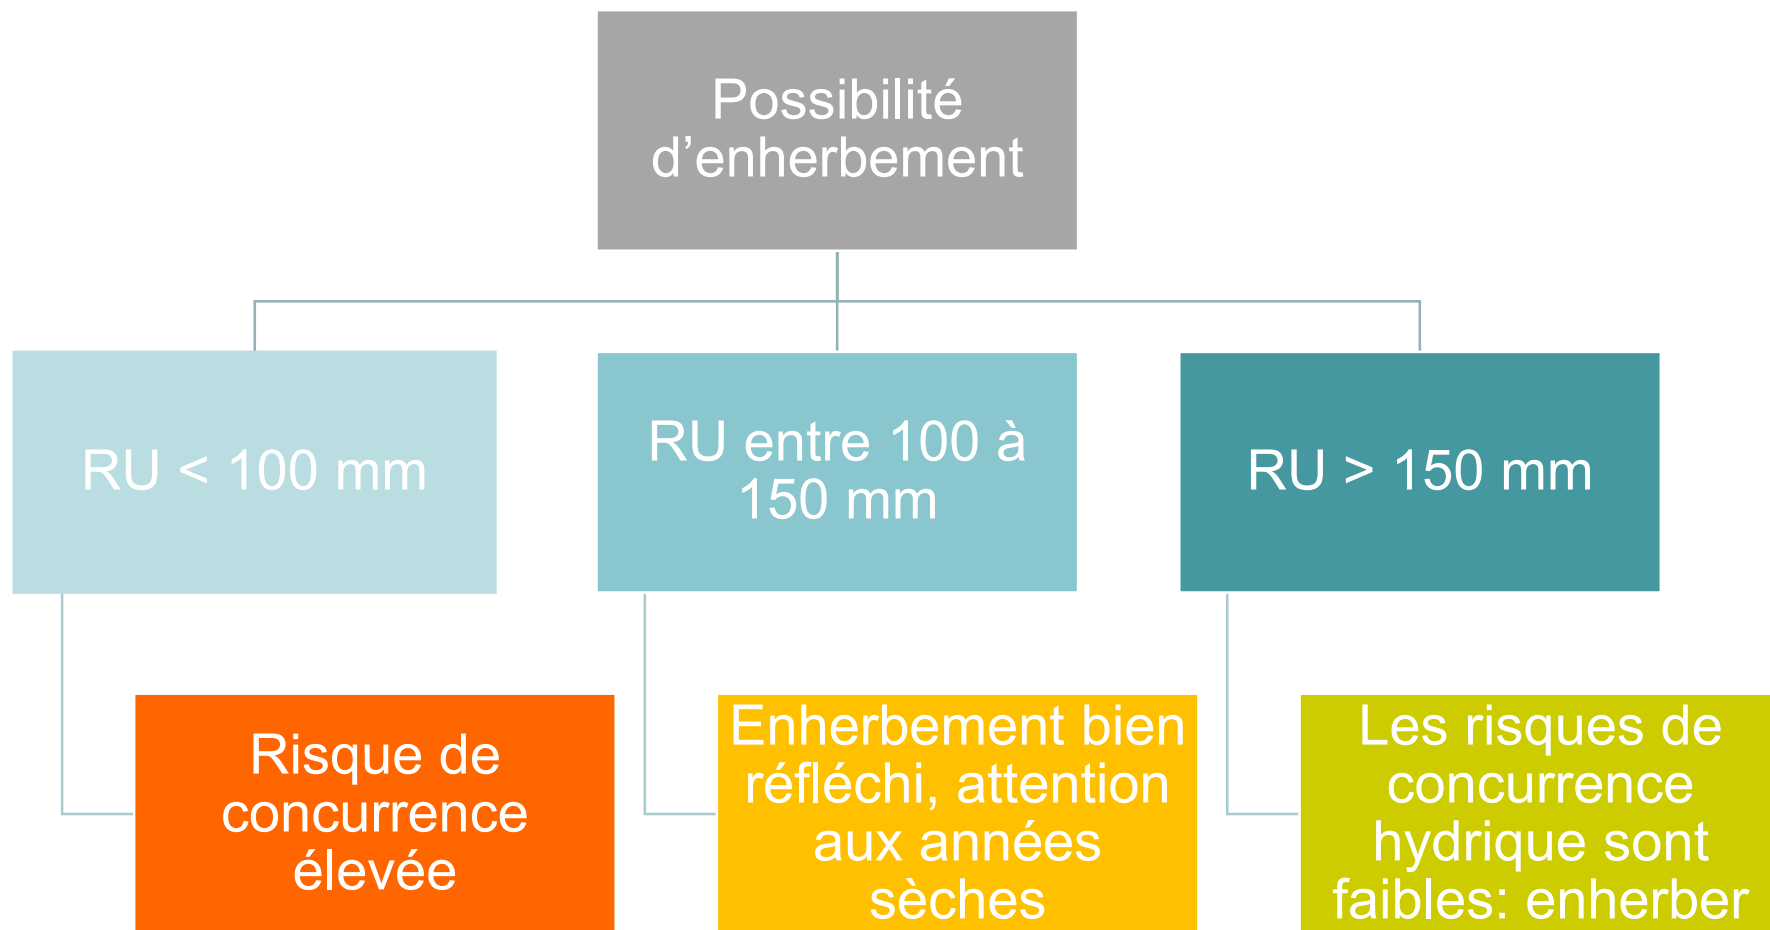 Possibilité
d’enherbement
RU < 100 mm
RU entre 100 à
150 mm
RU > 150 mm
Risque de
concurrence
élevée
Enherbement bien
réfléchi, attention
aux années
sèches
Les risques de
concurrence
hydrique sont
faibles: enherber